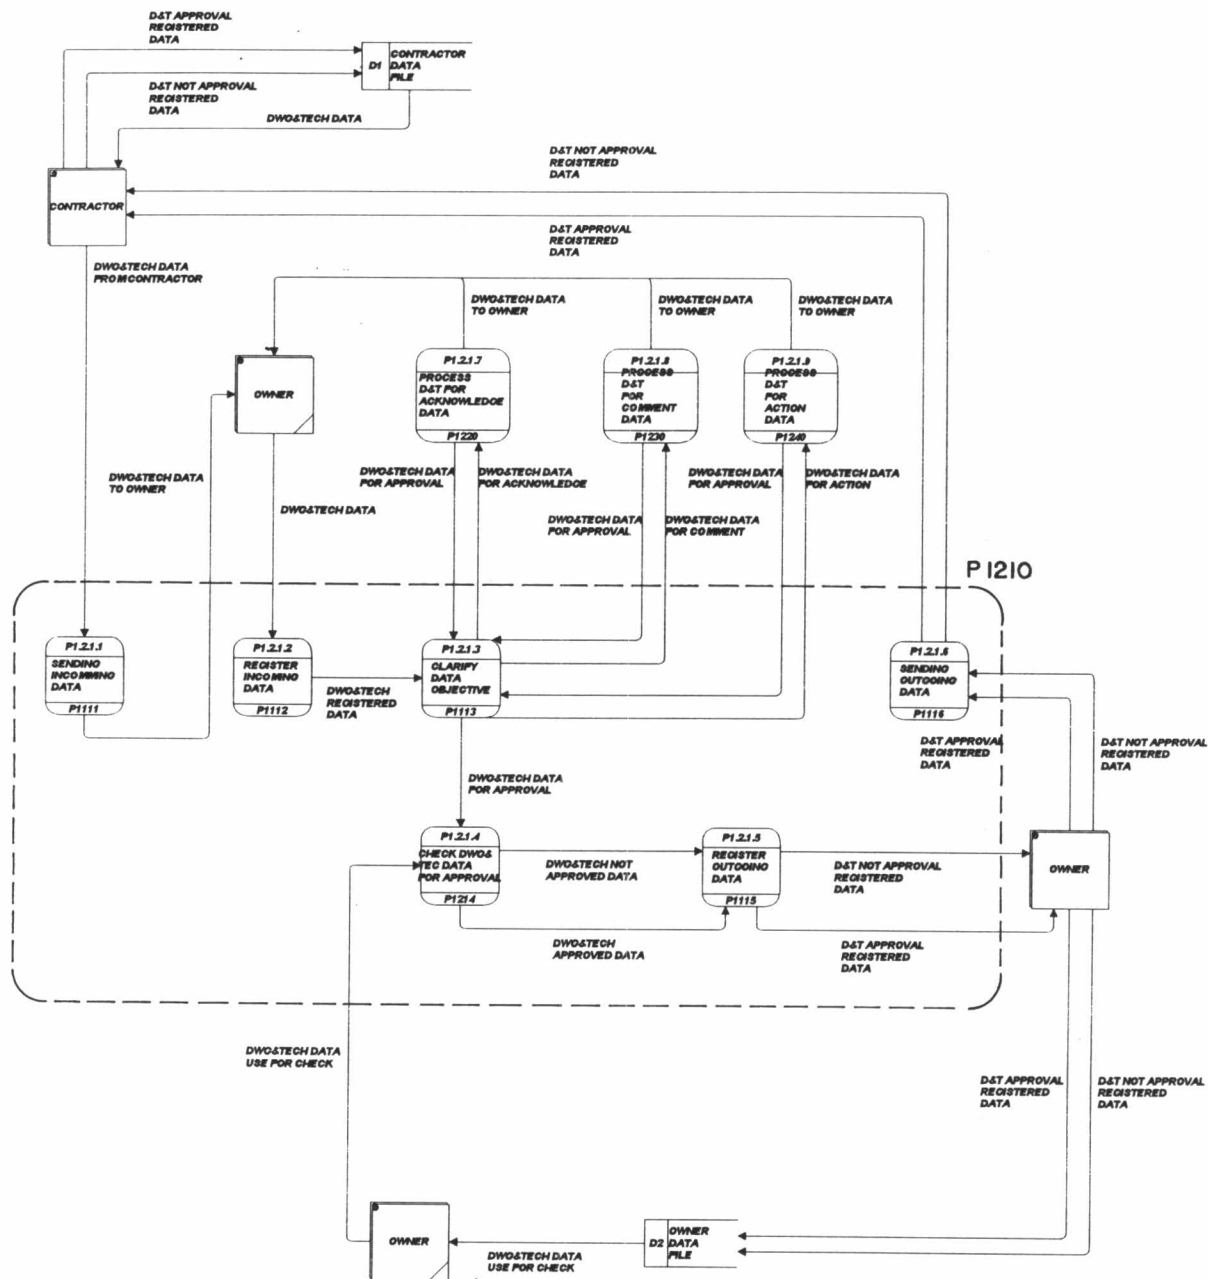 D&T APPROVAL
REGISTERED
DATA
D1
CONTRACTOR
DATA
FILE
D&T NOT APPROVAL
REGISTERED
DATA
DWG&TECH DATA
D&T NOT APPROVAL
REGISTERED
DATA
CONTRACTOR
D&T APPROVAL
REGISTERED
DATA
DWG&TECH DATA
FROM CONTRACTOR
DWG&TECH DATA
TO OWNER
DWG&TECH DATA
TO OWNER
DWG&TECH DATA
TO OWNER
OWNER
P1.2.1.7
PROCESS
D&T FOR
ACKNOWLEDGE
DATA
P1220
P1.2.1.8
PROCESS
D&T
FOR
COMMENT
DATA
P1230
P1.2.1.9
PROCESS
D&T
FOR
ACTION
DATA
P1240
DWG&TECH DATA
TO OWNER
DWG&TECH DATA
FOR APPROVAL
DWG&TECH DATA
FOR ACKNOWLEDGE
DWG&TECH DATA
FOR APPROVAL
DWG&TECH DATA
FOR ACTION
DWG&TECH DATA
DWG&TECH DATA
FOR APPROVAL
DWG&TECH DATA
FOR COMMENT
P 1210
P1.2.1.1
SENDING
INCOMMING
DATA
P1111
P1.2.1.2
REGISTER
INCOMING
DATA
P1112
DWG&TECH
REGISTERED
DATA
P1.2.1.3
CLARIFY
DATA
OBJECTIVE
P1113
P1.2.1.6
SENDING
OUTGOING
DATA
P1116
D&T APPROVAL
REGISTERED
DATA
D&T NOT APPROVAL
REGISTERED
DATA
DWG&TECH DATA
FOR APPROVAL
P1.2.1.4
CHECK DWG&
TEC DATA
FOR APPROVAL
P1214
DWG&TECH NOT
APPROVED DATA
P1.2.1.5
REGISTER
OUTGOING
DATA
P1115
D&T NOT APPROVAL
REGISTERED
DATA
OWNER
DWG&TECH
APPROVED DATA
D&T APPROVAL
REGISTERED
DATA
DWG&TECH DATA
USE FOR CHECK
D&T APPROVAL
REGISTERED
DATA
D&T NOT APPROVAL
REGISTERED
DATA
OWNER
DWG&TECH DATA
USE FOR CHECK
D2
OWNER
DATA
FILE